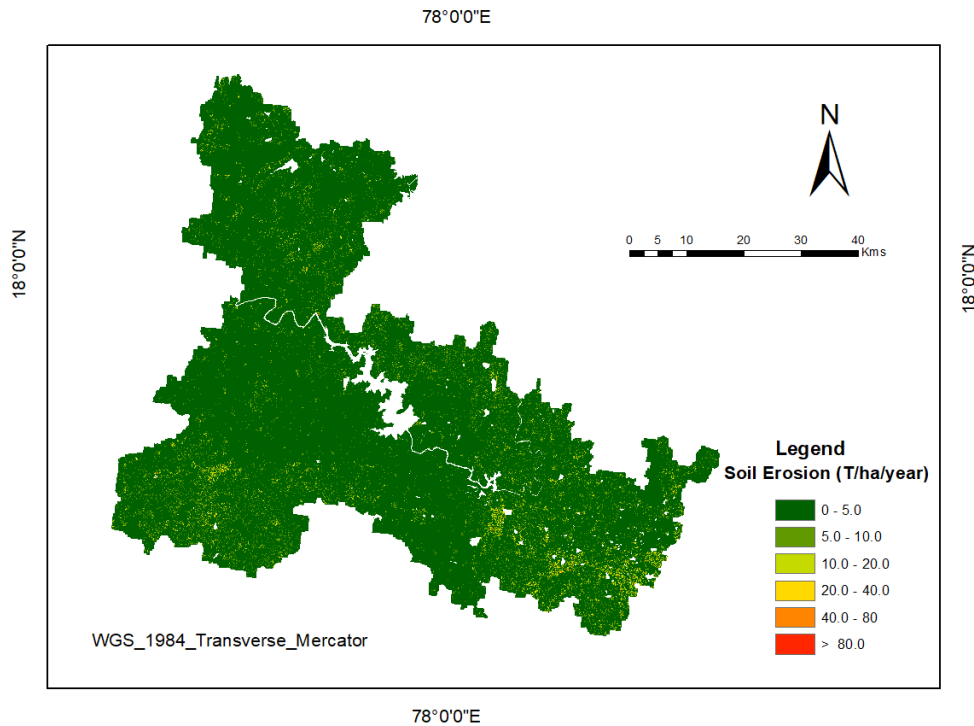 78°0'0"E
N
0 5 10 20 30 40
Kms
18°0'0"N
18°0'0"N
Legend
Soil Erosion (T/ha/year)
0 - 5.0
5.0 - 10.0
10.0 - 20.0
20.0 - 40.0
40.0 - 80
> 80.0
WGS_1984_Transverse_Mercator
78°0'0"E